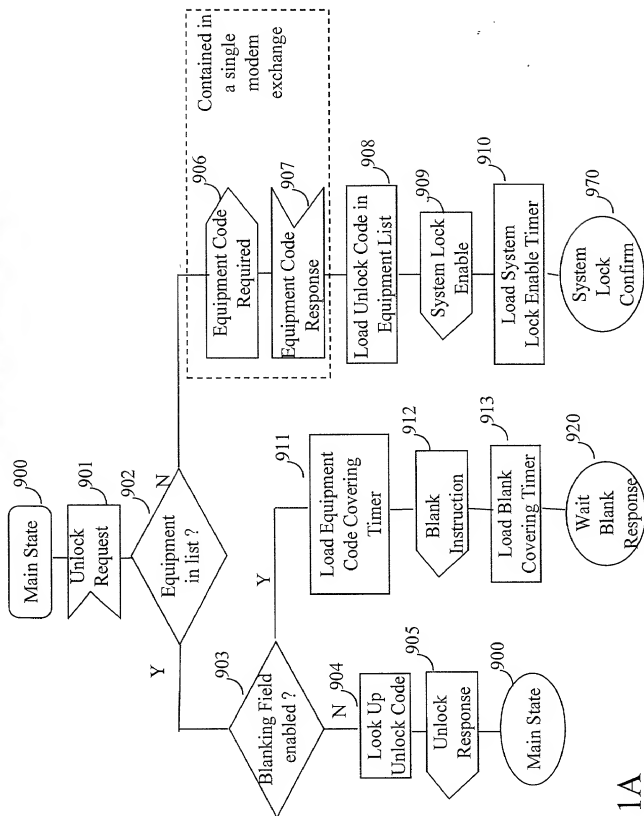 900
Main State
901
Unlock
Request
902
Equipment
in list ?
Y
N
Contained in
a single
modem
exchange
906
Equipment Code
Required
907
Equipment Code
Response
908
Load Unlock Code in
Equipment List
909
System Lock
Enable
910
Load System
Lock Enable Timer
970
System
Lock
Confirm
903
Blanking Field
enabled ?
Y
N
904
Look Up
Unlock Code
905
Unlock
Response
900
Main State
911
Load Equipment
Code Covering
Timer
912
Blank
Instruction
913
Load Blank
Covering Timer
920
Wait
Blank
Response
1A